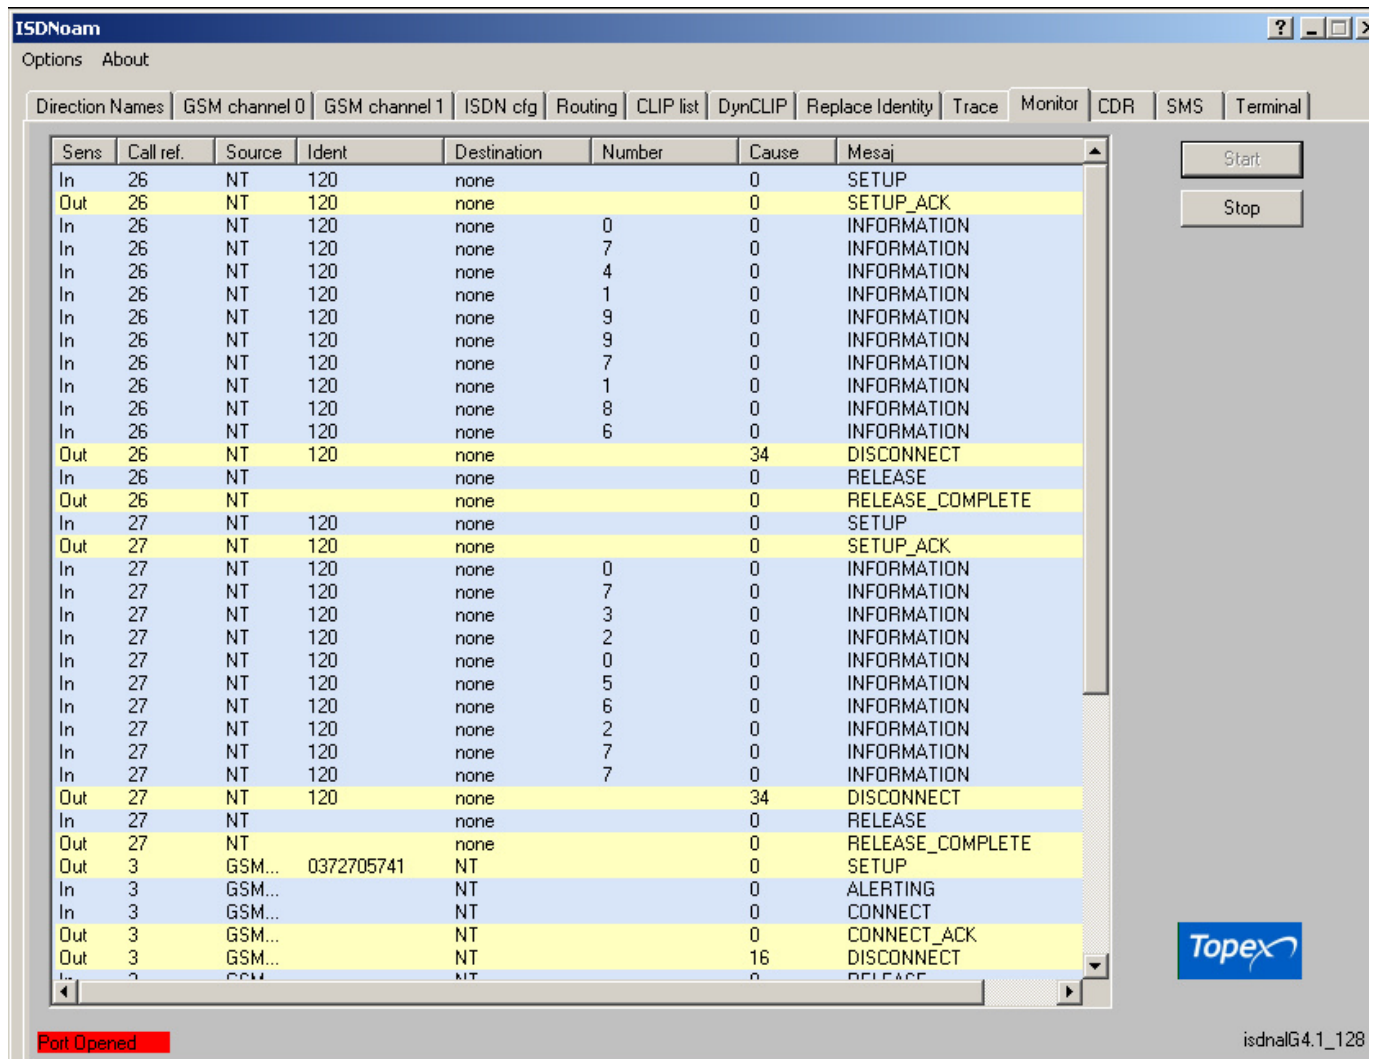 ISDNoam
Options About
Direction Names GSM channel 0 GSM channel 1 ISDN cfg Routing CLIP list DynCLIP Replace Identity Trace Monitor CDR SMS Terminal
Sens Call ref. Source Ident Destination Number Cause Mesaj
In 26 NT 120 none 0 SETUP
Out 26 NT 120 none 0 SETUP_ACK
In 26 NT 120 none 0 0 INFORMATION
In 26 NT 120 none 7 0 INFORMATION
In 26 NT 120 none 4 0 INFORMATION
In 26 NT 120 none 1 0 INFORMATION
In 26 NT 120 none 9 0 INFORMATION
In 26 NT 120 none 9 0 INFORMATION
In 26 NT 120 none 7 0 INFORMATION
In 26 NT 120 none 1 0 INFORMATION
In 26 NT 120 none 8 0 INFORMATION
In 26 NT 120 none 6 0 INFORMATION
Out 26 NT 120 none 34 DISCONNECT
In 26 NT none 0 RELEASE
Out 26 NT none 0 RELEASE_COMPLETE
In 27 NT 120 none 0 SETUP
Out 27 NT 120 none 0 SETUP_ACK
In 27 NT 120 none 0 0 INFORMATION
In 27 NT 120 none 7 0 INFORMATION
In 27 NT 120 none 3 0 INFORMATION
In 27 NT 120 none 2 0 INFORMATION
In 27 NT 120 none 0 0 INFORMATION
In 27 NT 120 none 5 0 INFORMATION
In 27 NT 120 none 6 0 INFORMATION
In 27 NT 120 none 2 0 INFORMATION
In 27 NT 120 none 7 0 INFORMATION
In 27 NT 120 none 7 0 INFORMATION
Out 27 NT 120 none 34 DISCONNECT
In 27 NT none 0 RELEASE
Out 27 NT none 0 RELEASE_COMPLETE
Out 3 GSM... 0372705741 NT 0 SETUP
In 3 GSM... NT 0 ALERTING
In 3 GSM... NT 0 CONNECT
Out 3 GSM... NT 0 CONNECT_ACK
Out 3 GSM... NT 16 DISCONNECT
In 3 GSM... NT 0 RELEASE
Start
Stop
Topex
Port Opened
isdnalG4.1_128